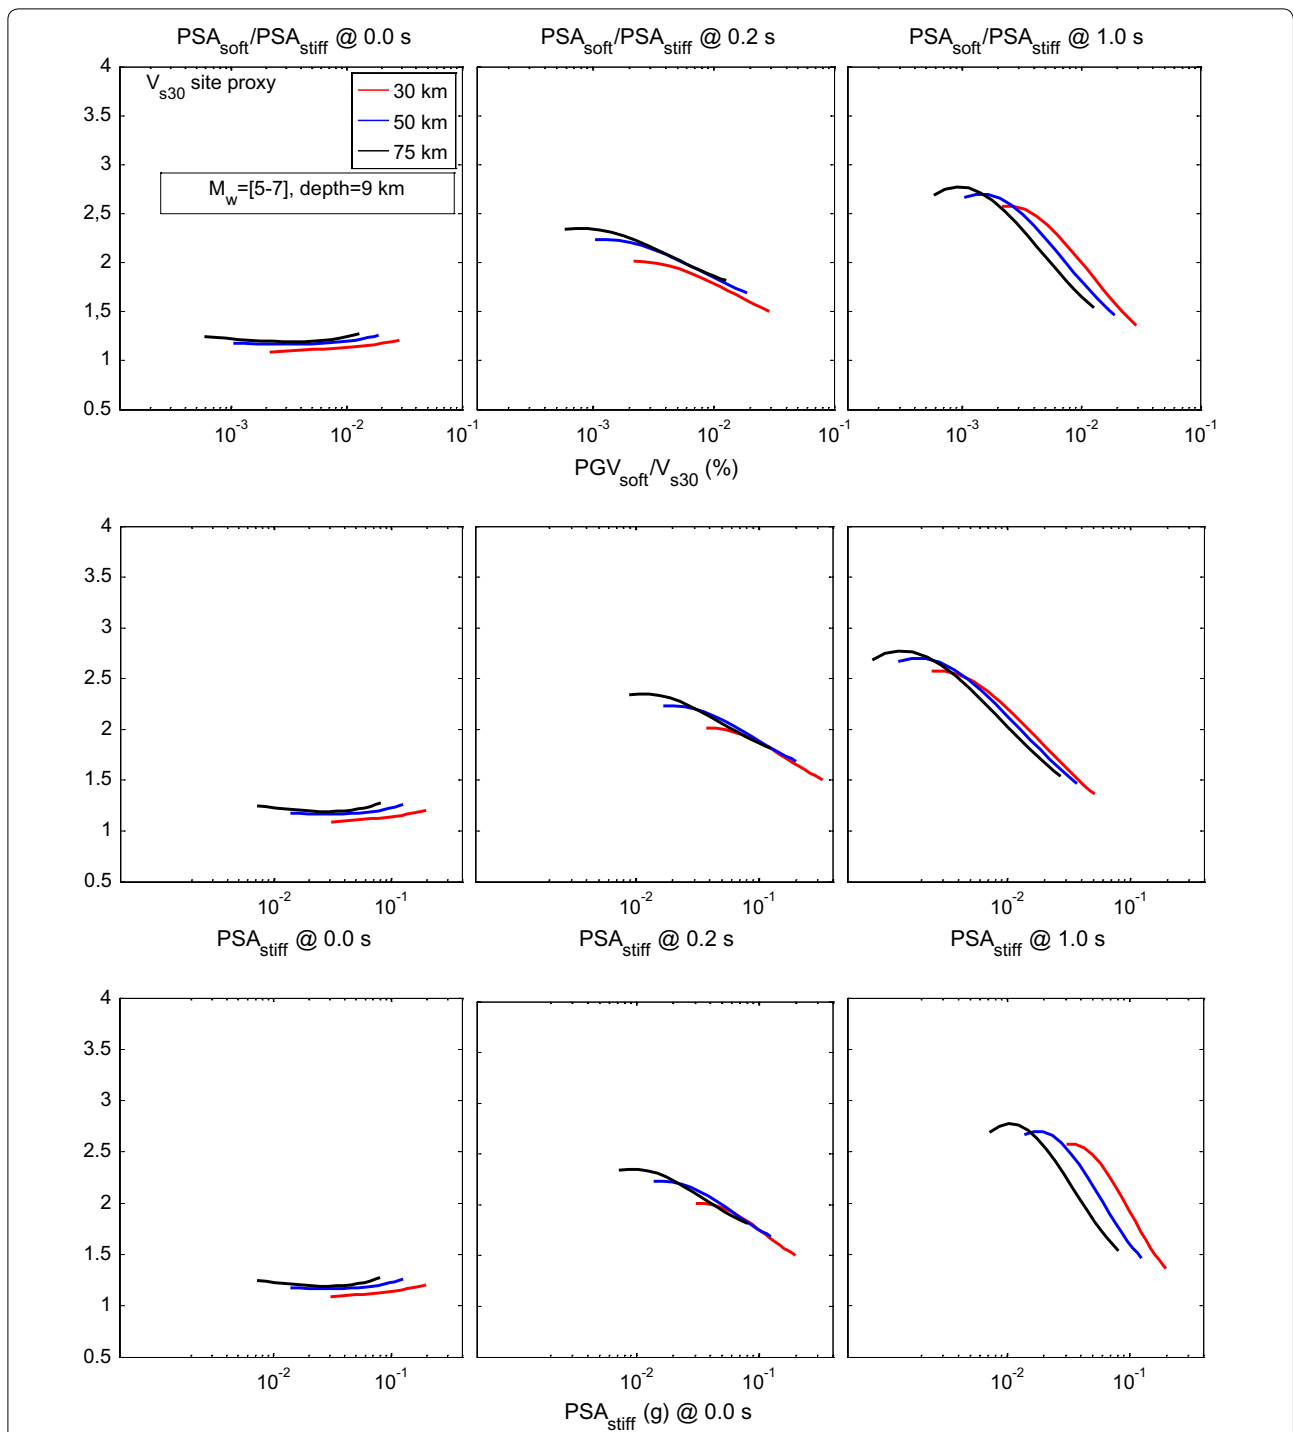 PSAsoft/PSAstiff @ 0.0 s PSAsoft/PSAstiff @ 0.2 s PSAsoft/PSAstiff @ 1.0 s
4
Vs30 site proxy
30 km
3.5
50 km
75 km
3
Mw=[5-7], depth=9 km
2,5
2
1.5
1
0.5
10-3 10-2 10-1 10-3 10-2 10-1 10-3 10-2 10-1
PGVsoft/Vs30 (%)
4
3.5
3
2.5
2
1.5
1
0.5
10-2 10-1 10-2 10-1 10-2 10-1
PSAstiff @ 0.0 s PSAstiff @ 0.2 s PSAstiff @ 1.0 s
4
3.5
3
2.5
2
1.5
1
0.5
10-2 10-1 10-2 10-1 10-2 10-1
PSAstiff (g) @ 0.0 s